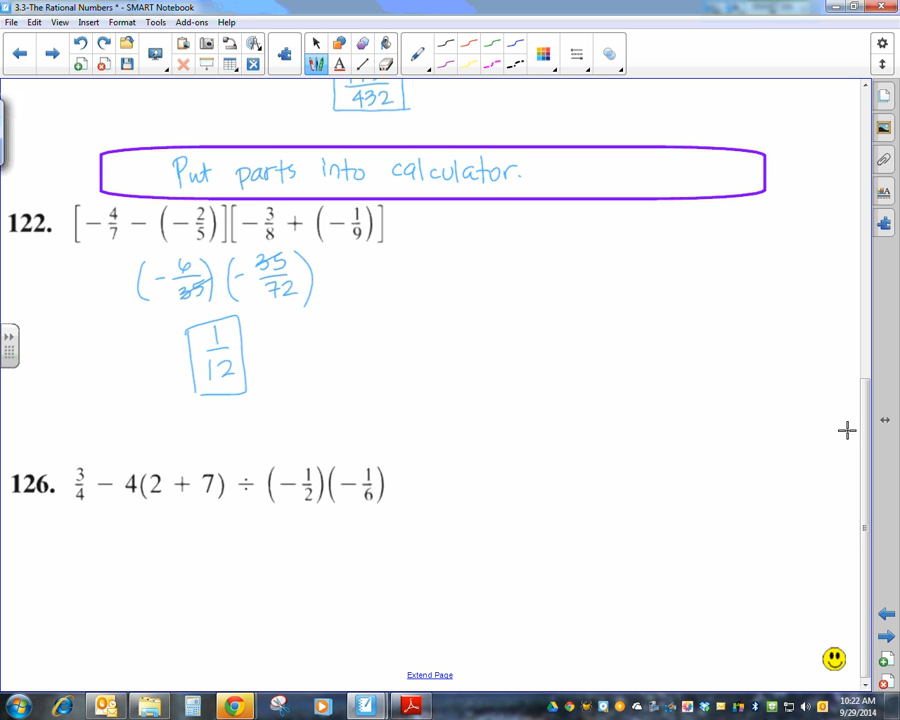 3.3-The Rational Numbers * - SMART Notebook
File Edit View Insert Format Tools Add-ons Help
432
Put parts into calculator.
122. [-4/7 - (-2/5)][-3/8 + (-1/9)]
(-6/35)(-35/72)
1/12
126. 3/4 - 4(2 + 7) ÷ (-1/2)(-1/6)
Extend Page
10:22 AM
9/29/2014